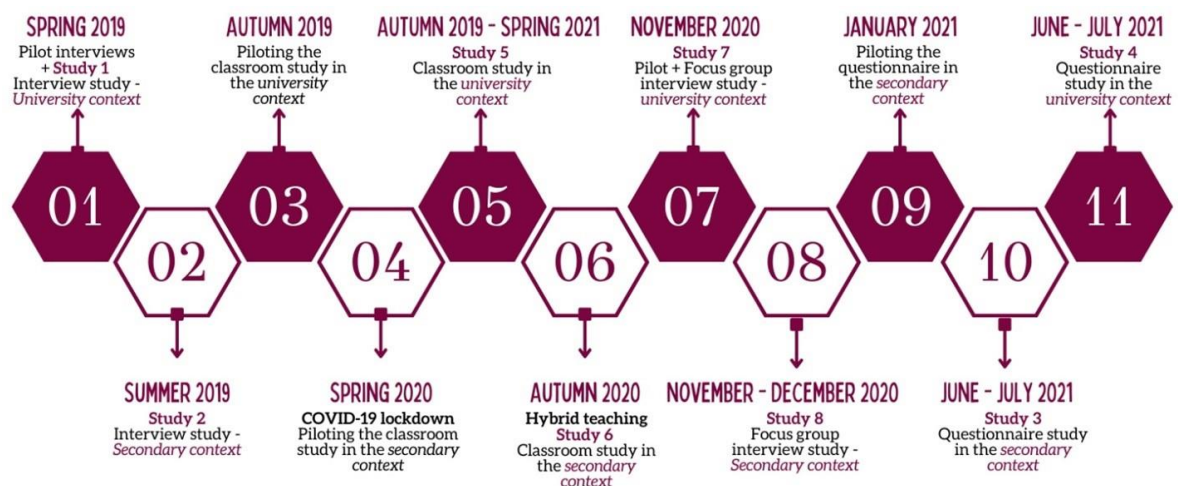 SPRING 2019
Pilot interviews
+ Study 1
Interview study -
University context
AUTUMN 2019
Piloting the
classroom study in
the university
context
AUTUMN 2019 - SPRING 2021
Study 5
Classroom study in
the university
context
NOVEMBER 2020
Study 7
Pilot + Focus group
interview study -
university context
JANUARY 2021
Piloting the
questionnaire in
the secondary
context
JUNE - JULY 2021
Study 4
Questionnaire
study in the
university context
01
02
03
04
05
06
07
08
09
10
11
SUMMER 2019
Study 2
Interview study -
Secondary context
SPRING 2020
COVID-19 lockdown
Piloting the classroom
study in the secondary
context
AUTUMN 2020
Hybrid teaching
Study 6
Classroom study in
the secondary
context
NOVEMBER - DECEMBER 2020
Study 8
Focus group
interview study -
Secondary context
JUNE - JULY 2021
Study 3
Questionnaire study
in the secondary
context